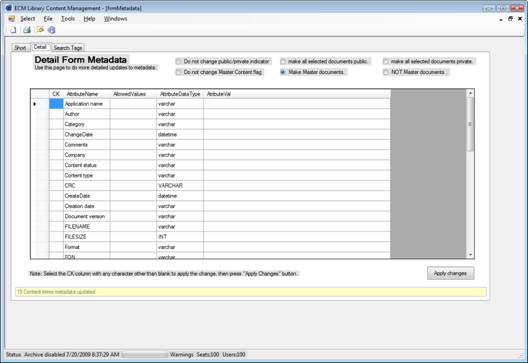 ECM Library Content Management - [frmMetadata]
Select File Tools Help Windows
Short Detail Search Tags
Detail Form Metadata
Use the page to do more detailed updates to metadata.
Do not change public/private indicator make all selected documents public. make all selected documents private.
Do not change Master Content flag Make Master documents. NOT Master documents.
CK AttributeName AllowedValues AttributeDataType AttributeVal
Application name varchar
Author varchar
Category varchar
ChangeDate datetime
Comments varchar
Company varchar
Content status varchar
Content type varchar
CRC VARCHAR
CreateDate datetime
Creation date varchar
Document version varchar
FILENAME varchar
FILESIZE INT
Format varchar
FQN varchar
Note: Select the CK column with any character other than blank to apply the change, then press "Apply Changes" button.
Apply changes
15 Content items metadata updated
Status Archive disabled 7/20/2009 8:37:29 AM Warnings Seats:100 Users:100